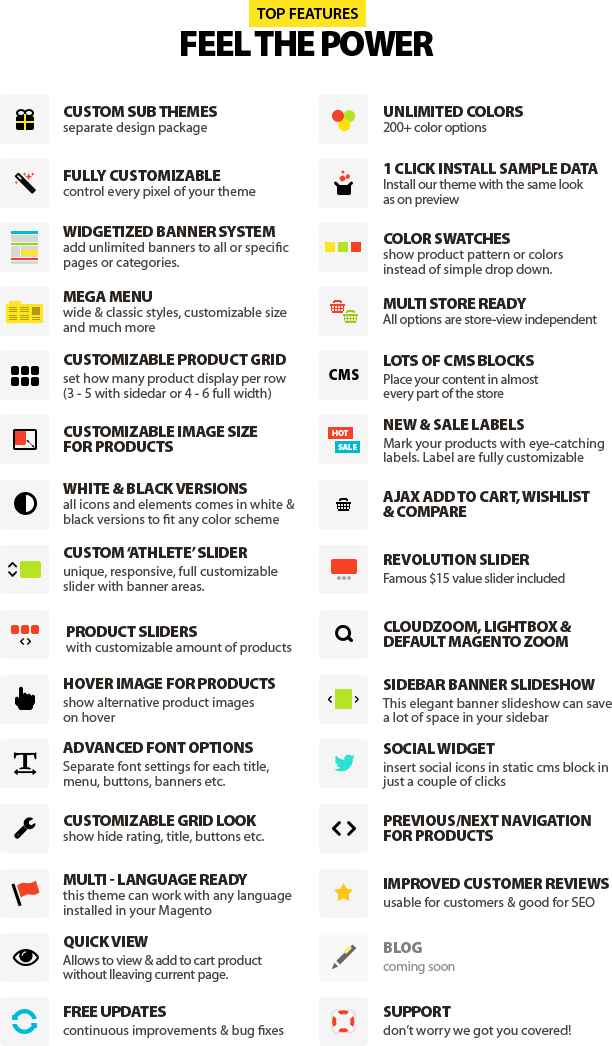 TOP FEATURES
FEEL THE POWER
CUSTOM SUB THEMES
separate design package
FULLY CUSTOMIZABLE
control every pixel of your theme
WIDGETIZED BANNER SYSTEM
add unlimited banners to all or specific
pages or categories.
MEGA MENU
wide & classic styles, customizable size
and much more
CUSTOMIZABLE PRODUCT GRID
set how many product display per row
(3 - 5 with sidedar or 4 - 6 full width)
CUSTOMIZABLE IMAGE SIZE
FOR PRODUCTS
WHITE & BLACK VERSIONS
all icons and elements comes in white &
black versions to fit any color scheme
CUSTOM ‘ATHLETE’ SLIDER
unique, responsive, full customizable
slider with banner areas.
PRODUCT SLIDERS
with customizable amount of products
HOVER IMAGE FOR PRODUCTS
show alternative product images
on hover
ADVANCED FONT OPTIONS
Separate font settings for each title,
menu, buttons, banners etc.
CUSTOMIZABLE GRID LOOK
show hide rating, title, buttons etc.
MULTI - LANGUAGE READY
this theme can work with any language
installed in your Magento
QUICK VIEW
Allows to view & add to cart product
without lleaving current page.
FREE UPDATES
continuous improvements & bug fixes
UNLIMITED COLORS
200+ color options
1 CLICK INSTALL SAMPLE DATA
Install our theme with the same look
as on preview
COLOR SWATCHES
show product pattern or colors
instead of simple drop down.
MULTI STORE READY
All options are store-view independent
CMS
LOTS OF CMS BLOCKS
Place your content in almost
every part of the store
HOT
SALE
NEW & SALE LABELS
Mark your products with eye-catching
labels. Label are fully customizable
AJAX ADD TO CART, WISHLIST
& COMPARE
REVOLUTION SLIDER
Famous $15 value slider included
CLOUDZOOM, LIGHTBOX &
DEFAULT MAGENTO ZOOM
SIDEBAR BANNER SLIDESHOW
This elegant banner slideshow can save
a lot of space in your sidebar
SOCIAL WIDGET
insert social icons in static cms block in
just a couple of clicks
PREVIOUS/NEXT NAVIGATION
FOR PRODUCTS
IMPROVED CUSTOMER REVIEWS
usable for customers & good for SEO
BLOG
coming soon
SUPPORT
don’t worry we got you covered!